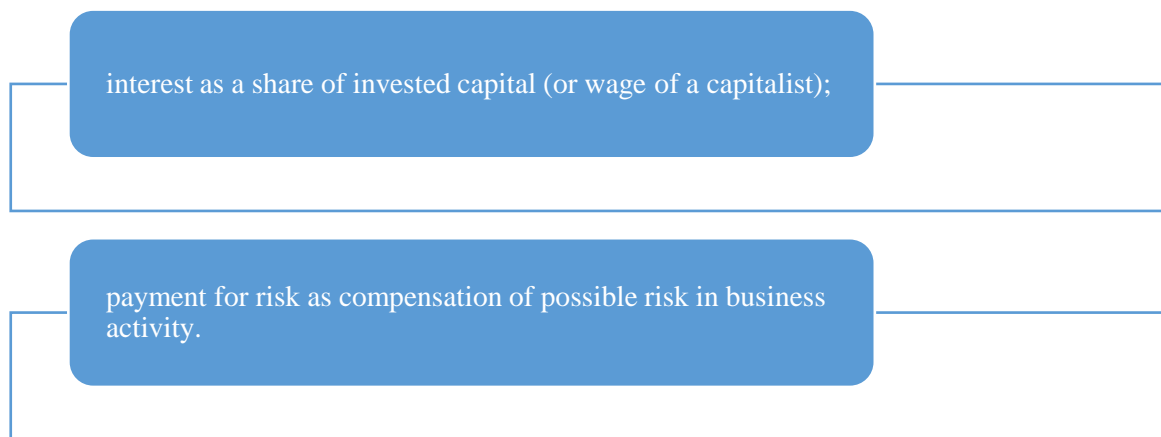 interest as a share of invested capital (or wage of a capitalist);
payment for risk as compensation of possible risk in business
activity.